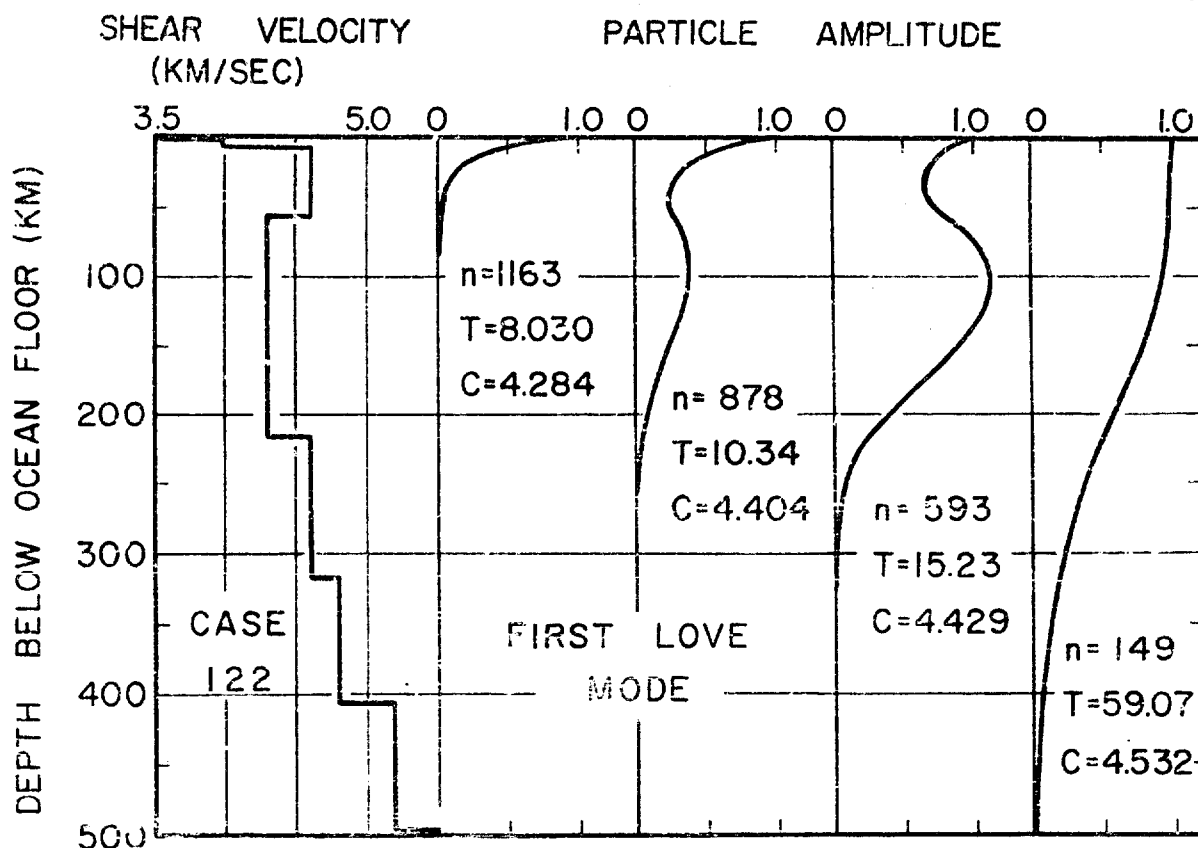 SHEAR VELOCITY
(KM/SEC)
PARTICLE AMPLITUDE
3.5 5.0 0 1.0 0 1.0 0 1.0 0 1.0
DEPTH BELOW OCEAN FLOOR (KM)
100
200
300
400
500
n=1163
T=8.030
C=4.284
n= 878
T=10.34
C=4.404
n= 593
T=15.23
C=4.429
n= 149
T=59.07
C=4.532
CASE
122
FIRST LOVE
MODE